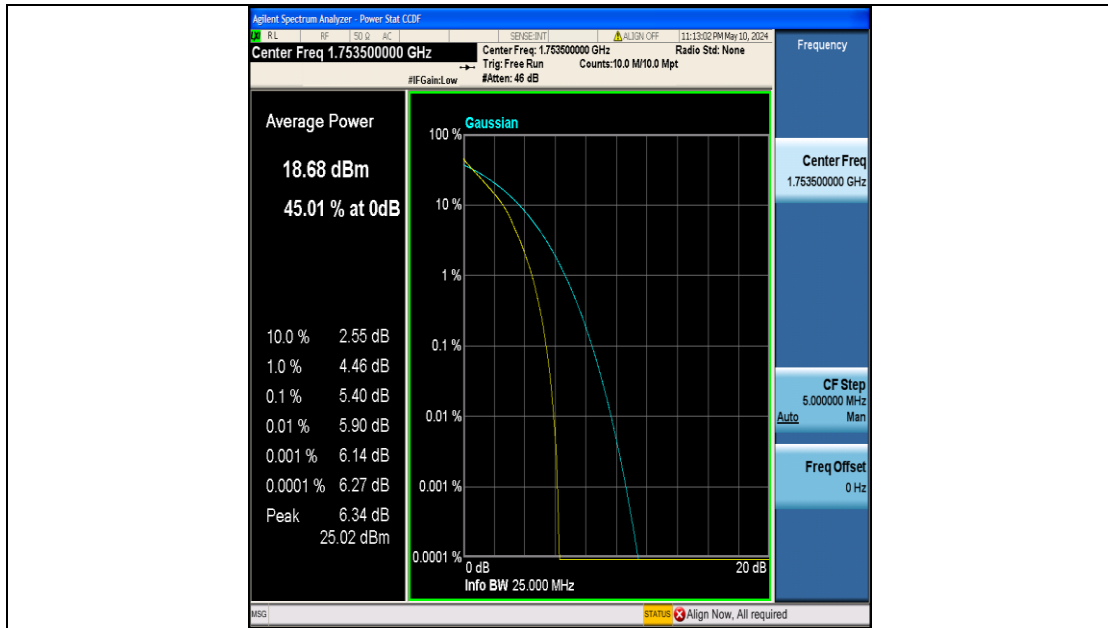 Agilent Spectrum Analyzer - Power Stat CCDF
LXI RL RF 50 Ω AC SENSE:INT ALIGN OFF 11:13:02 PM May 10, 2024
Center Freq 1.753500000 GHz
Center Freq: 1.753500000 GHz Radio Std: None
Trig: Free Run Counts:10.0 M/10.0 Mpt
#IFGain:Low #Atten: 46 dB
Frequency
Average Power
18.68 dBm
45.01 % at 0dB
10.0 % 2.55 dB
1.0 % 4.46 dB
0.1 % 5.40 dB
0.01 % 5.90 dB
0.001 % 6.14 dB
0.0001 % 6.27 dB
Peak 6.34 dB
25.02 dBm
Gaussian
100 %
10 %
1 %
0.1 %
0.01 %
0.001 %
0.0001 %
0 dB 20 dB
Info BW 25.000 MHz
Center Freq
1.753500000 GHz
CF Step
5.000000 MHz
Auto Man
Freq Offset
0 Hz
MSG STATUS Align Now, All required